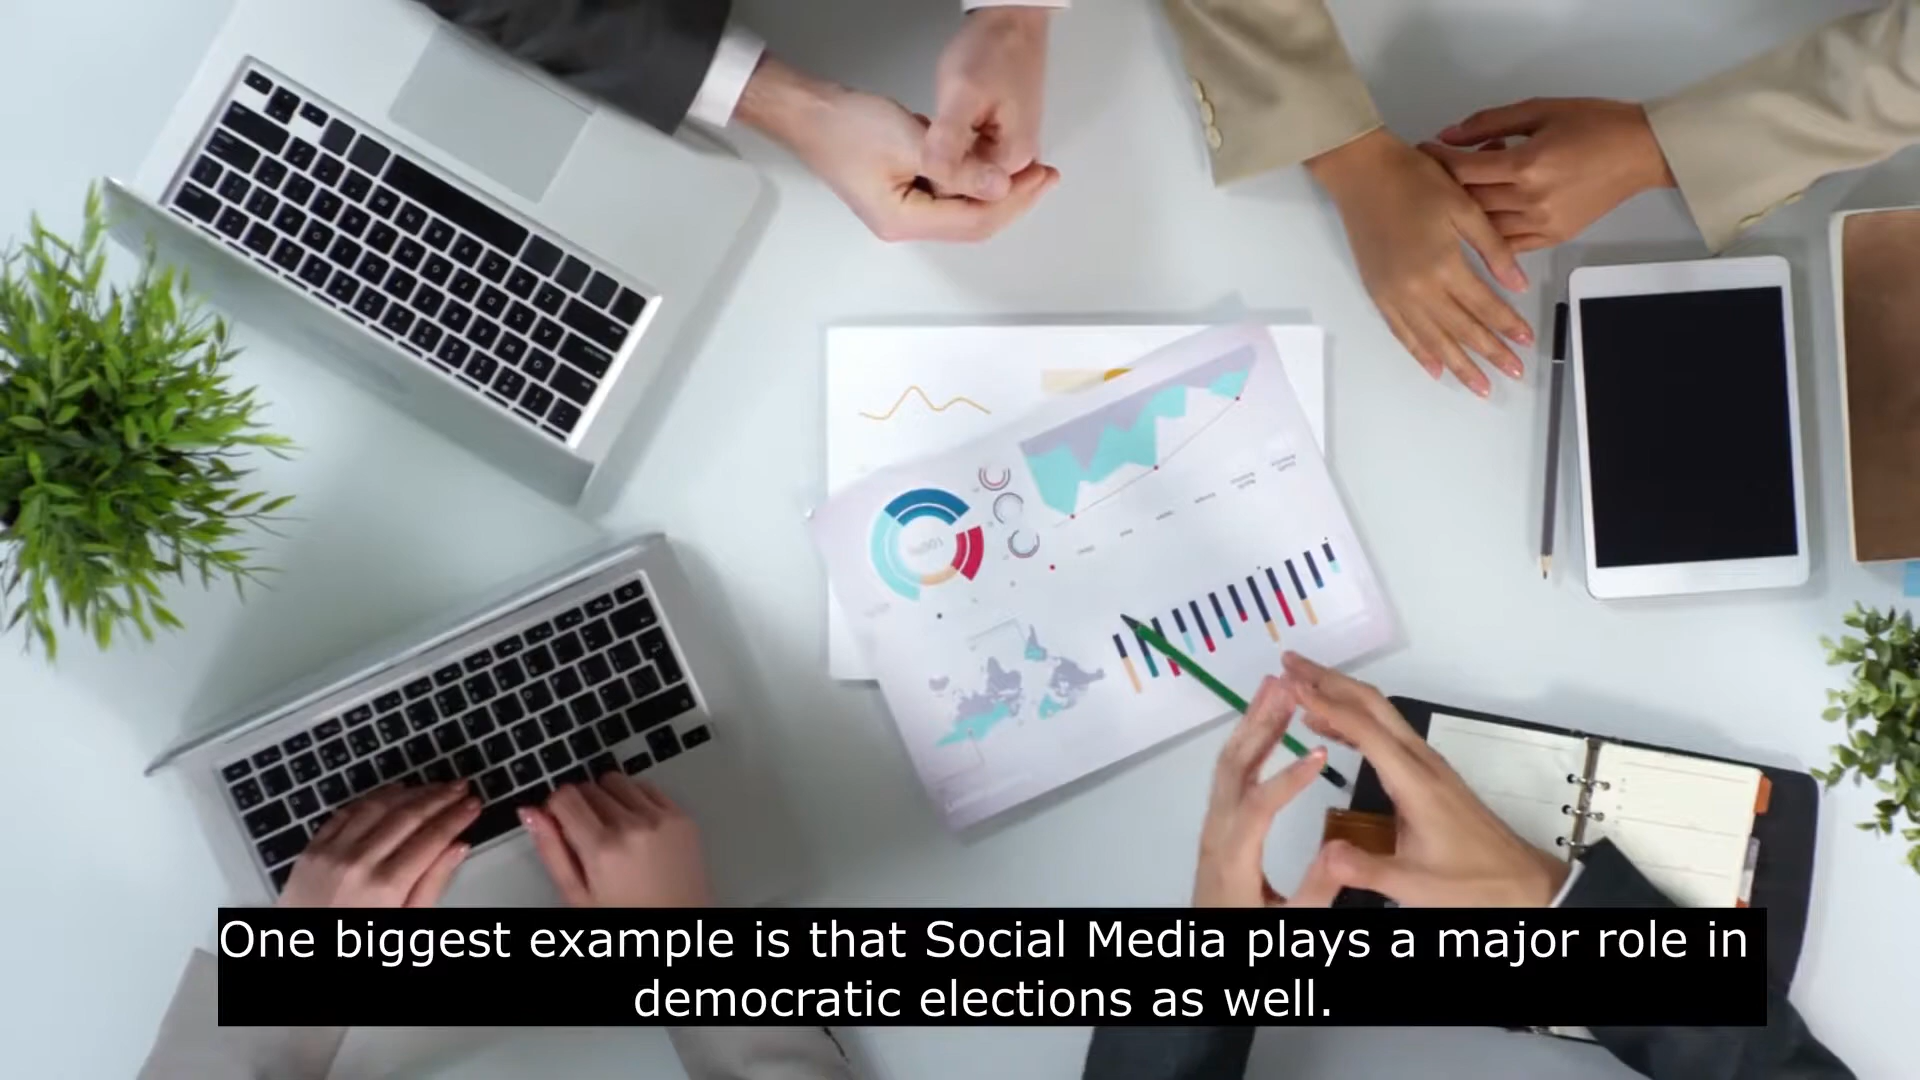 One biggest example is that Social Media plays a major role in
democratic elections as well.